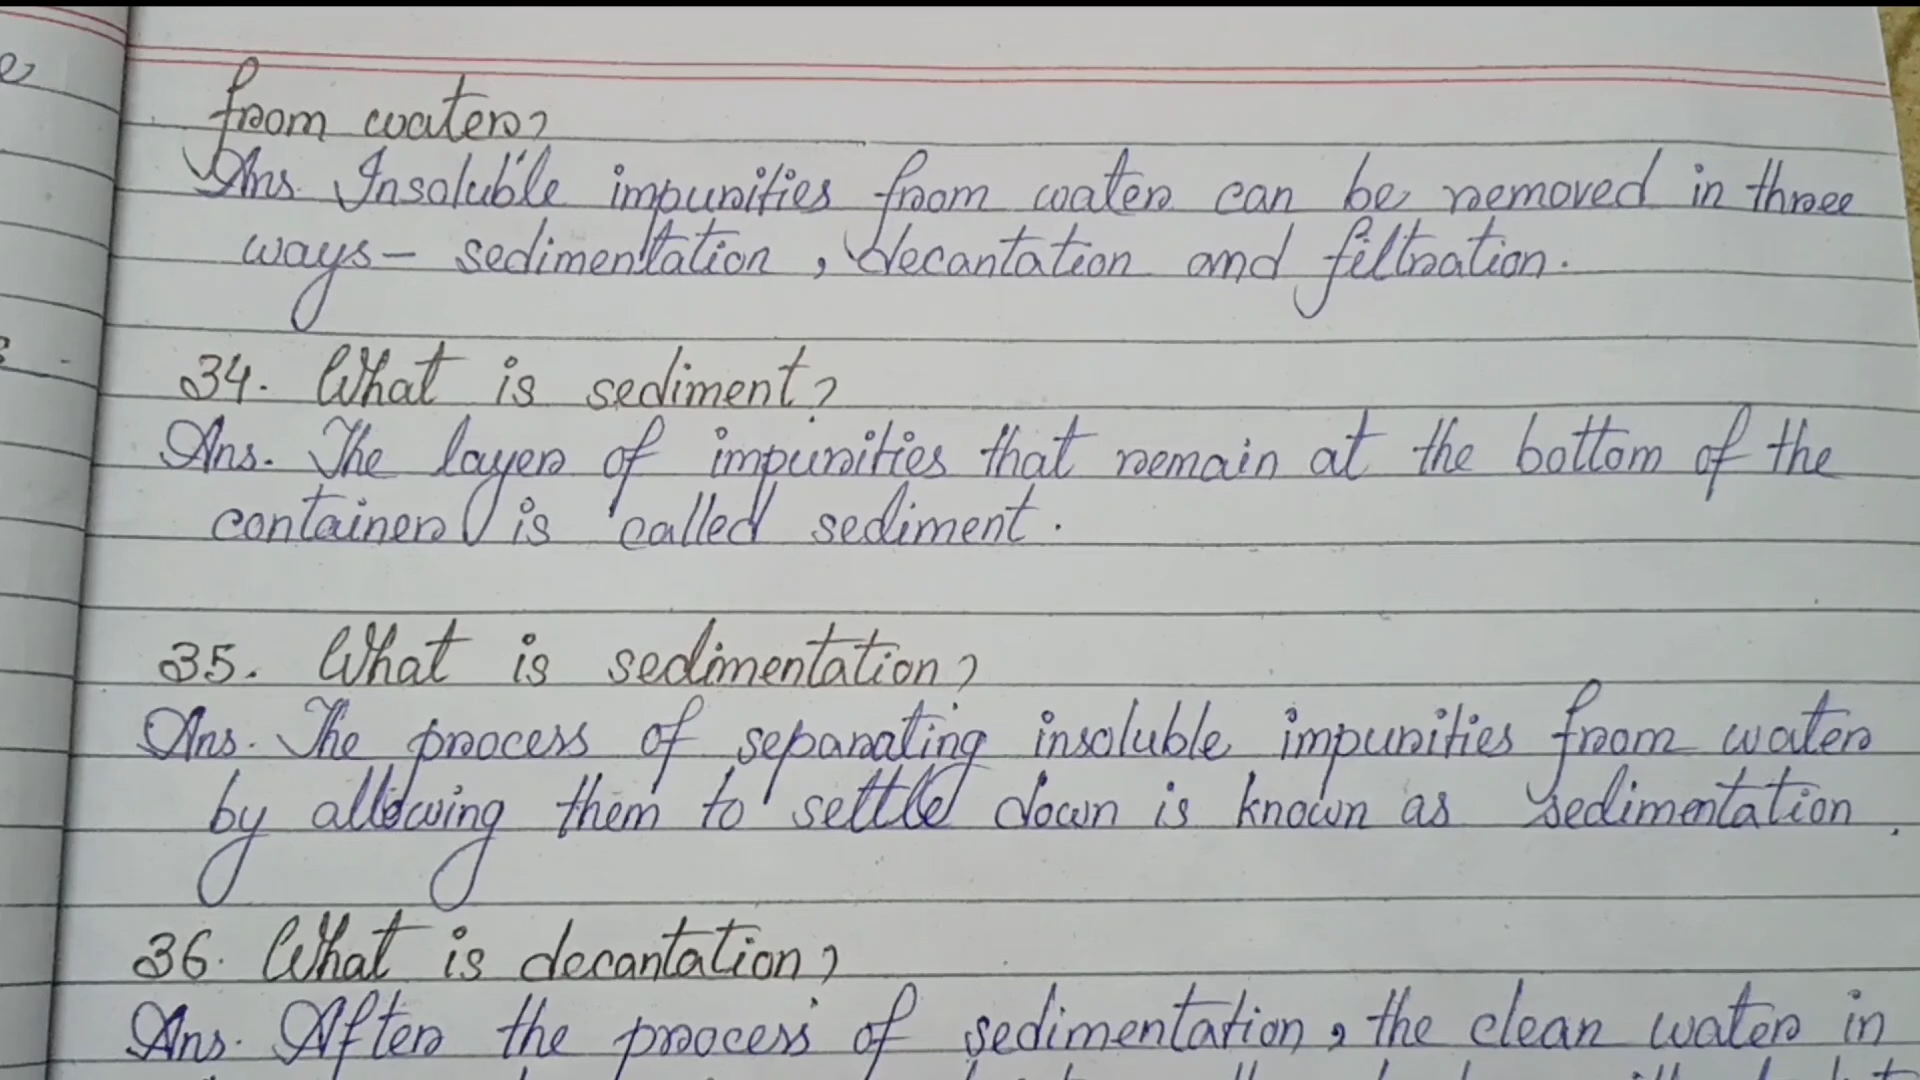 from water?
Ans. Insoluble impurities from water can be removed in three
ways- sedimentation, decantation and filtration.
34. What is sediment?
Ans. The layer of impurities that remain at the bottom of the
container is called sediment.
35. What is sedimentation?
Ans. The process of separating insoluble impurities from water
by allowing them to settle down is known as sedimentation.
36. What is decantation?
Ans. After the process of sedimentation, the clean water in